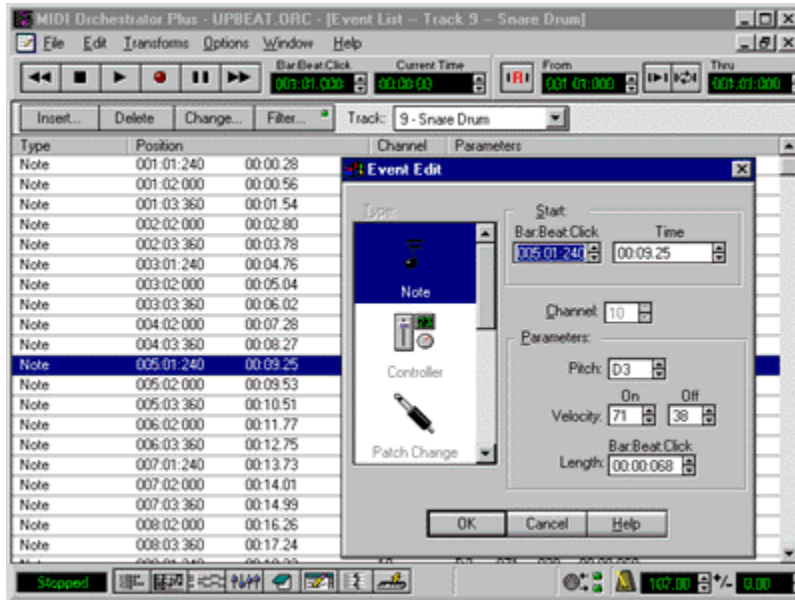 MIDI Orchestrator Plus - UPBEAT.ORC - [Event List -- Track 9 -- Snare Drum]
File Edit Transforms Options Window Help
Bar:Beat:Click Current Time From Thru
001:01:000 00:00:00 001:01:000 001:01:000
Insert... Delete Change... Filter... Track: 9 - Snare Drum
Type Position Channel Parameters
Note 001:01:240 00:00.28
Note 001:02:000 00:00.56
Note 001:03:360 00:01.54
Note 002:02:000 00:02.80
Note 002:03:360 00:03.78
Note 003:01:240 00:04.76
Note 003:02:000 00:05.04
Note 003:03:360 00:06.02
Note 004:02:000 00:07.28
Note 004:03:360 00:08.27
Note 005:01:240 00:09.25
Note 005:02:000 00:09.53
Note 005:03:360 00:10.51
Note 006:02:000 00:11.77
Note 006:03:360 00:12.75
Note 007:01:240 00:13.73
Note 007:02:000 00:14.01
Note 007:03:360 00:14.99
Note 008:02:000 00:16.26
Note 008:03:360 00:17.24
Event Edit
Type:
Note
Controller
Patch Change
Start:
Bar:Beat:Click Time
005:01:240 00:09.25
Channel: 10
Parameters:
Pitch: D3
On Off
Velocity: 71 38
Bar:Beat:Click
Length: 00:00:068
OK Cancel Help
Stopped 107.00 +/- 0.00